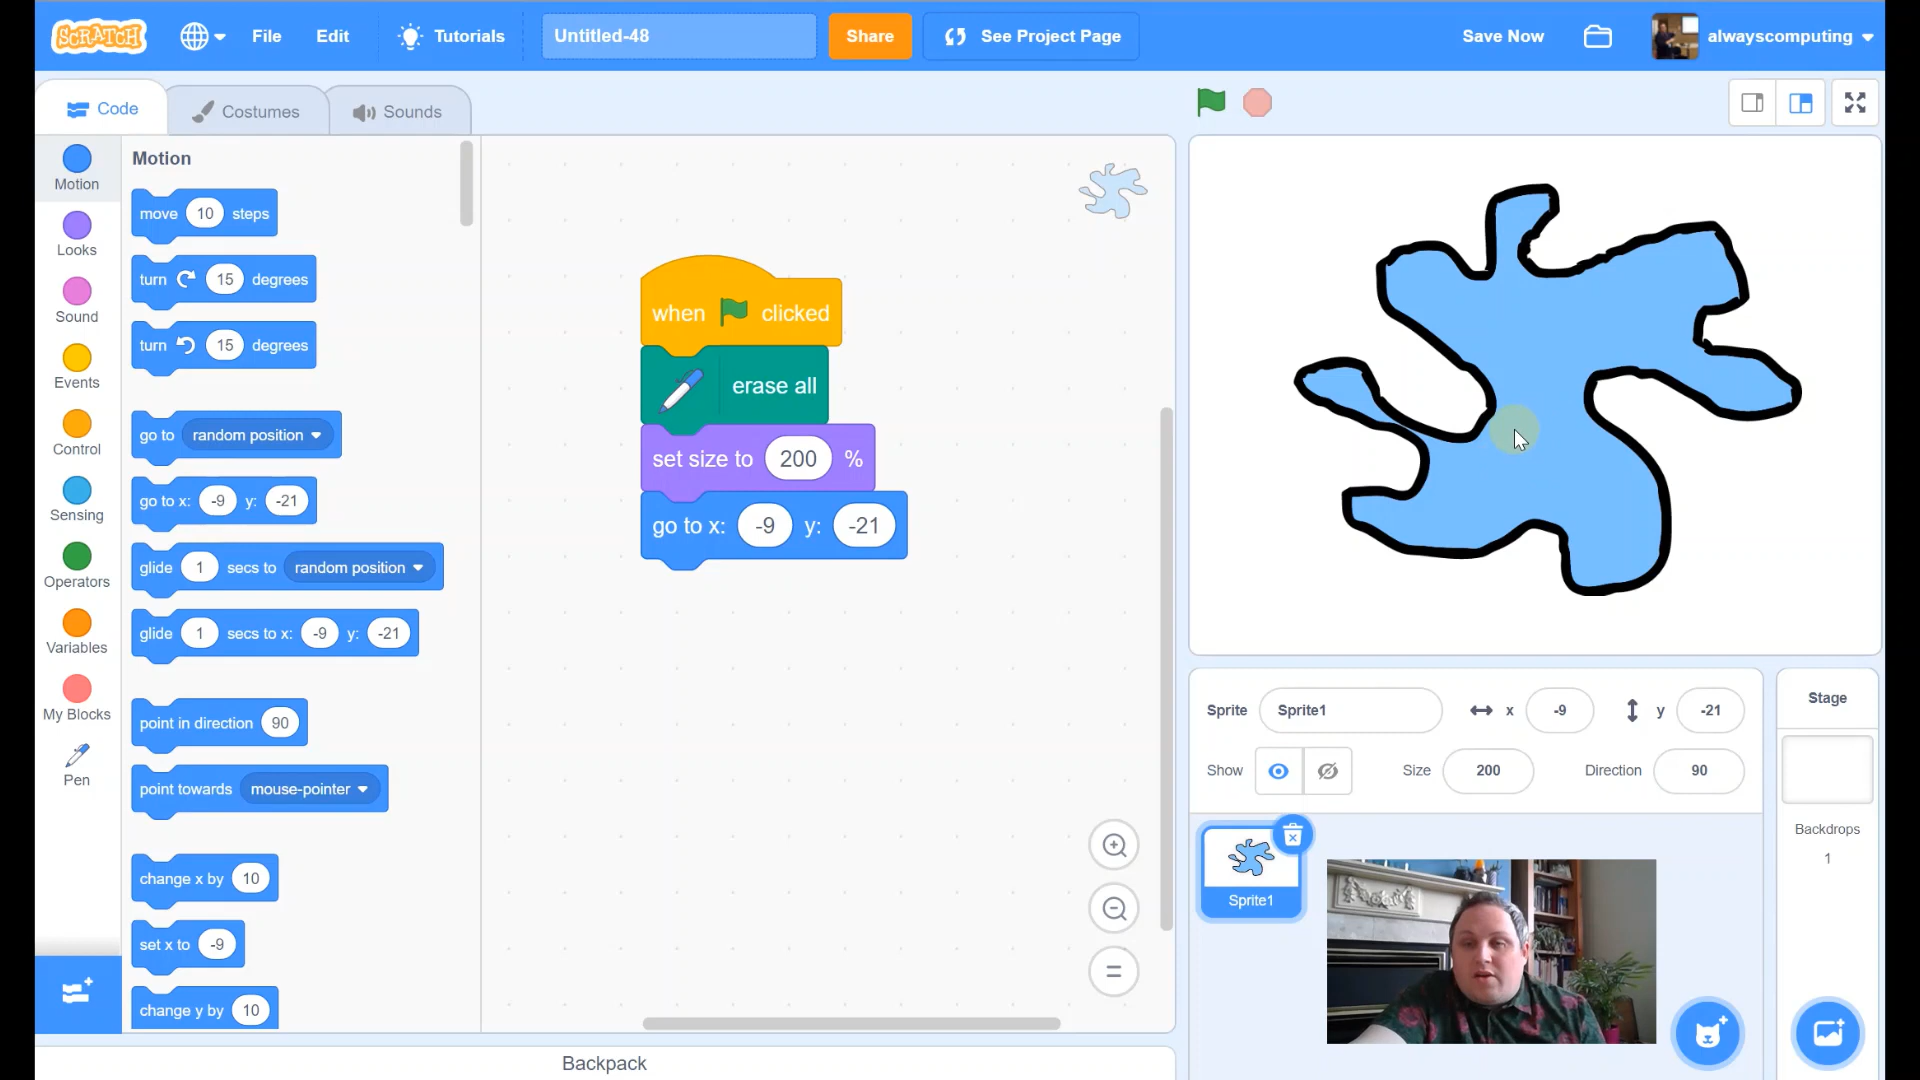 SCRATCH File Edit Tutorials Untitled-48 Share See Project Page Save Now alwayscomputing
Code Costumes Sounds
Motion
Looks
Sound
Events
Control
Sensing
Operators
Variables
My Blocks
Pen
Motion
move 10 steps
turn 15 degrees
turn 15 degrees
go to random position
go to x: -9 y: -21
glide 1 secs to random position
glide 1 secs to x: -9 y: -21
point in direction 90
point towards mouse-pointer
change x by 10
set x to -9
change y by 10
when clicked
erase all
set size to 200 %
go to x: -9 y: -21
=
Backpack
Sprite Sprite1 x -9 y -21
Show Size 200 Direction 90
Sprite1
Stage
Backdrops
1